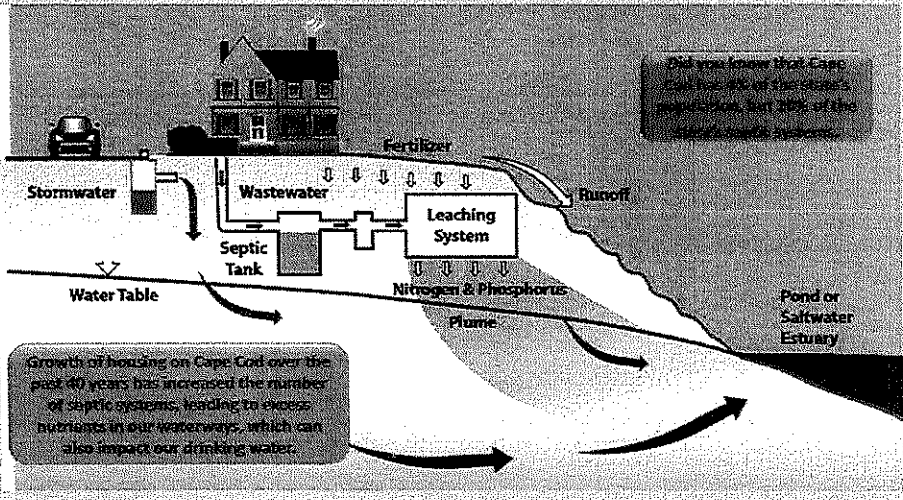 Did you know that Cape
Cod has 4% of the state's
population, but 20% of the
state's septic systems.
Fertilizer
Stormwater
Wastewater
Runoff
Leaching
System
Septic
Tank
Water Table
Nitrogen & Phosphorus
Plume
Pond or
Saltwater
Estuary
Growth of housing on Cape Cod over the
past 40 years has increased the number
of septic systems, leading to excess
nutrients in our waterways, which can
also impact our drinking water.